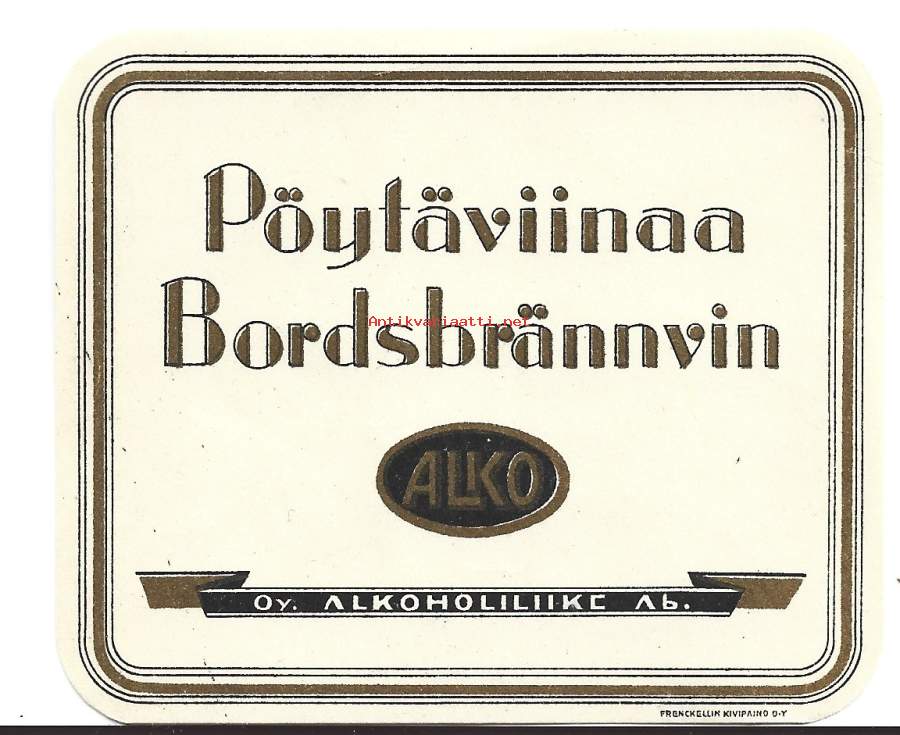 Pöytäviinaa
Antikvariaatti.net
Bordsbrännvin
ALKO
Oy. ALKOHOLILIIKE Ab.
FRENCKELLIN KIVIPAINO O-Y